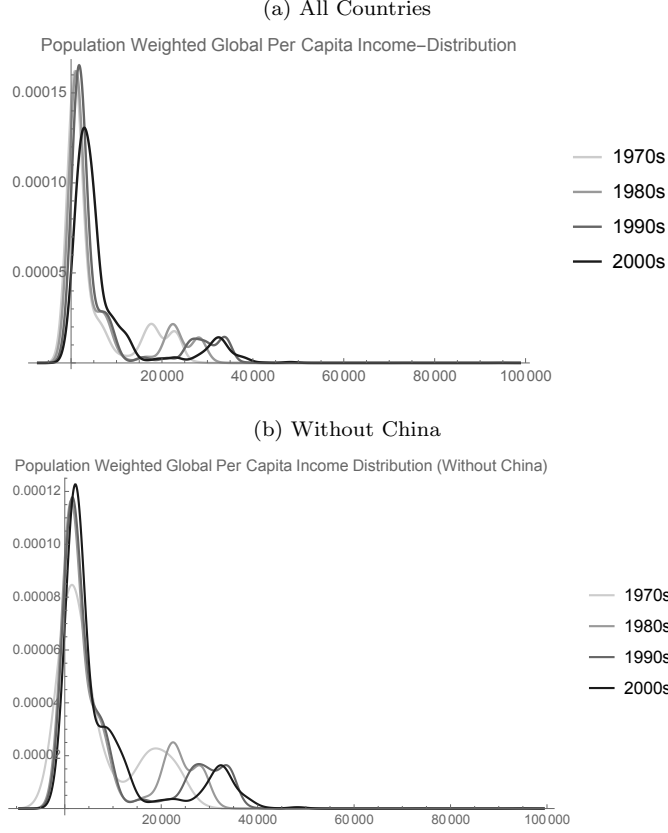 (a) All Countries
Population Weighted Global Per Capita Income–Distribution
0.00015
0.00010
0.00005
20 000
40 000
60 000
80 000
100 000
1970s
1980s
1990s
2000s
(b) Without China
Population Weighted Global Per Capita Income Distribution (Without China)
0.00012
0.00010
0.00008
0.00006
0.00004
0.00002
20 000
40 000
60 000
80 000
100 000
1970s
1980s
1990s
2000s